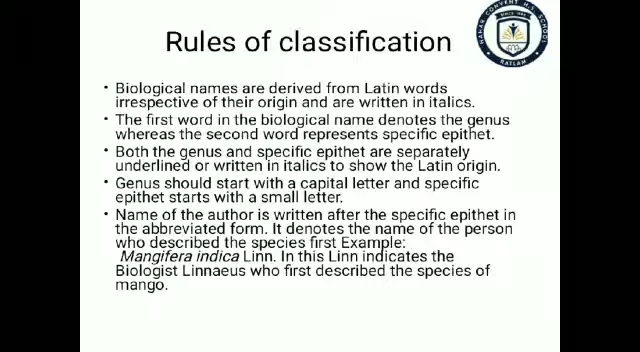 Rules of classification
NAHAR CONVENT H.S. SCHOOL
RATLAM
• Biological names are derived from Latin words
irrespective of their origin and are written in italics.
• The first word in the biological name denotes the genus
whereas the second word represents specific epithet.
• Both the genus and specific epithet are separately
underlined or written in italics to show the Latin origin.
• Genus should start with a capital letter and specific
epithet starts with a small letter.
• Name of the author is written after the specific epithet in
the abbreviated form. It denotes the name of the person
who described the species first Example:
Mangifera indica Linn. In this Linn indicates the
Biologist Linnaeus who first described the species of
mango.